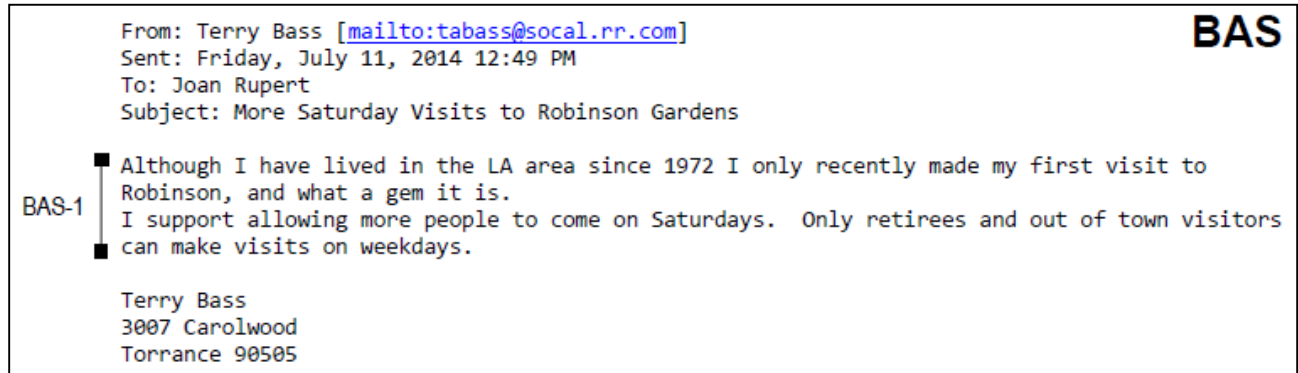 BAS
From: Terry Bass [mailto:tabass@socal.rr.com]
Sent: Friday, July 11, 2014 12:49 PM
To: Joan Rupert
Subject: More Saturday Visits to Robinson Gardens
BAS-1
Although I have lived in the LA area since 1972 I only recently made my first visit to
Robinson, and what a gem it is.
I support allowing more people to come on Saturdays.  Only retirees and out of town visitors
can make visits on weekdays.
Terry Bass
3007 Carolwood
Torrance 90505